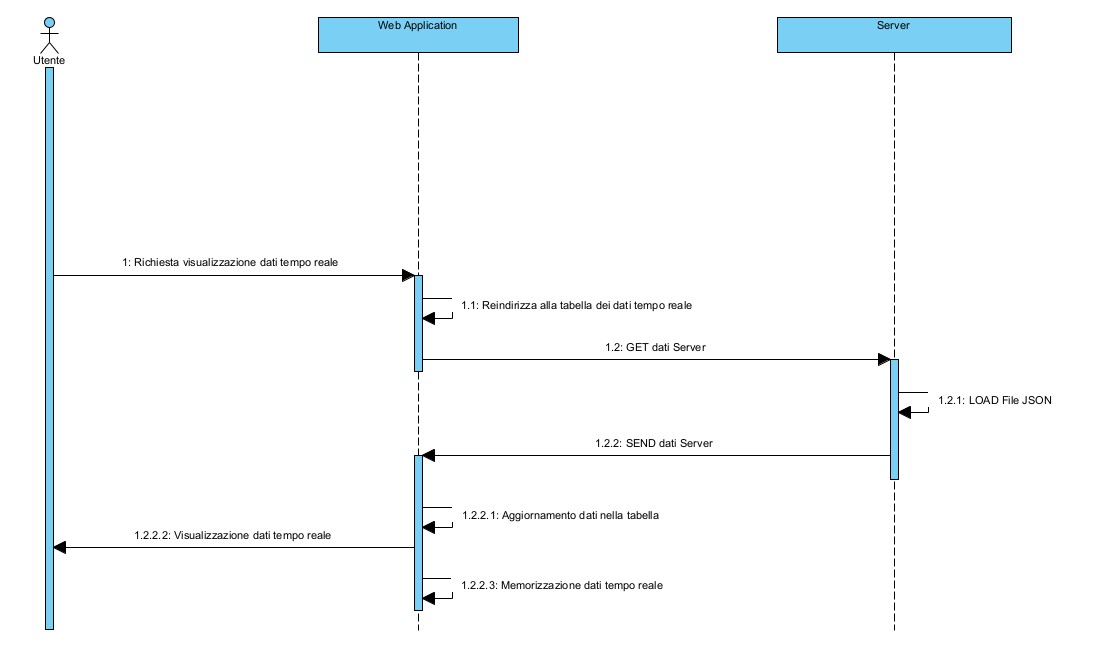 Utente
Web Application
Server
1: Richiesta visualizzazione dati tempo reale
1.1: Reindirizza alla tabella dei dati tempo reale
1.2: GET dati Server
1.2.1: LOAD File JSON
1.2.2: SEND dati Server
1.2.2.1: Aggiornamento dati nella tabella
1.2.2.2: Visualizzazione dati tempo reale
1.2.2.3: Memorizzazione dati tempo reale